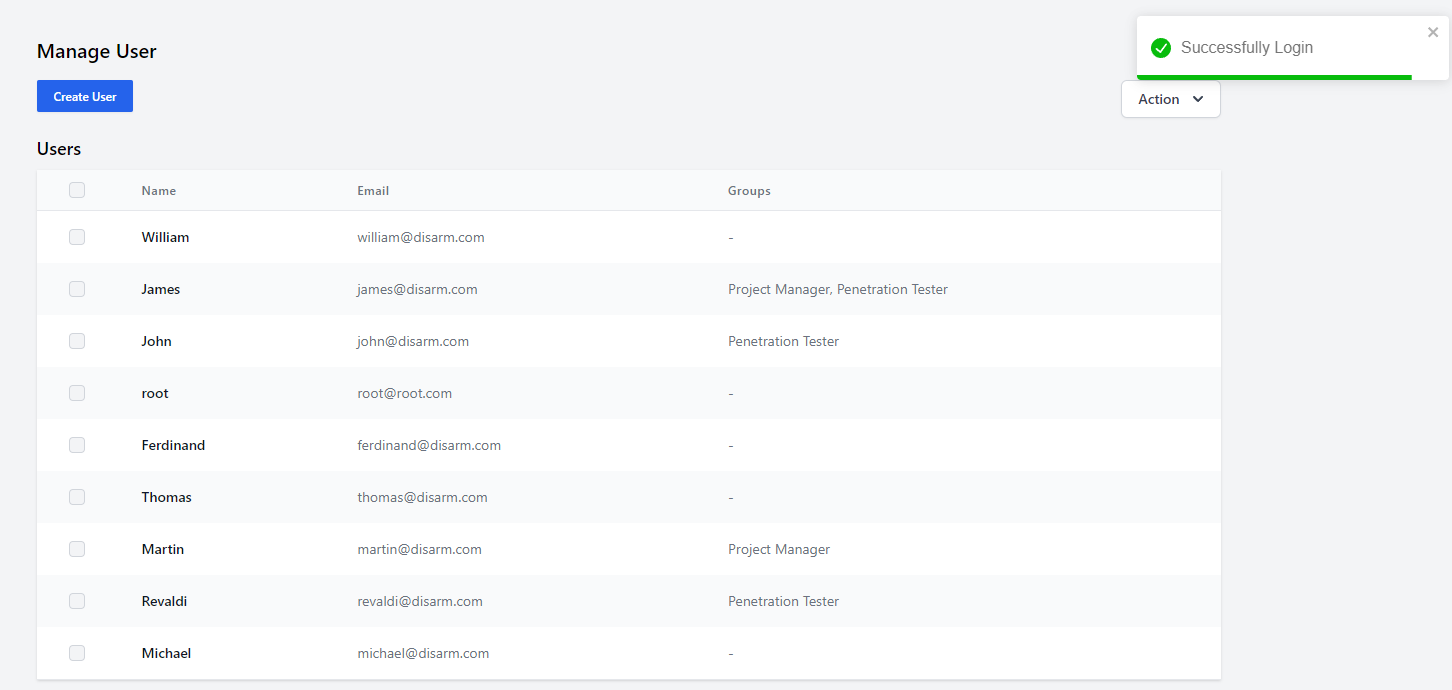 Successfully Login
Manage User
Create User
Action
Users
Name Email Groups
William william@disarm.com -
James james@disarm.com Project Manager, Penetration Tester
John john@disarm.com Penetration Tester
root root@root.com -
Ferdinand ferdinand@disarm.com -
Thomas thomas@disarm.com -
Martin martin@disarm.com Project Manager
Revaldi revaldi@disarm.com Penetration Tester
Michael michael@disarm.com -